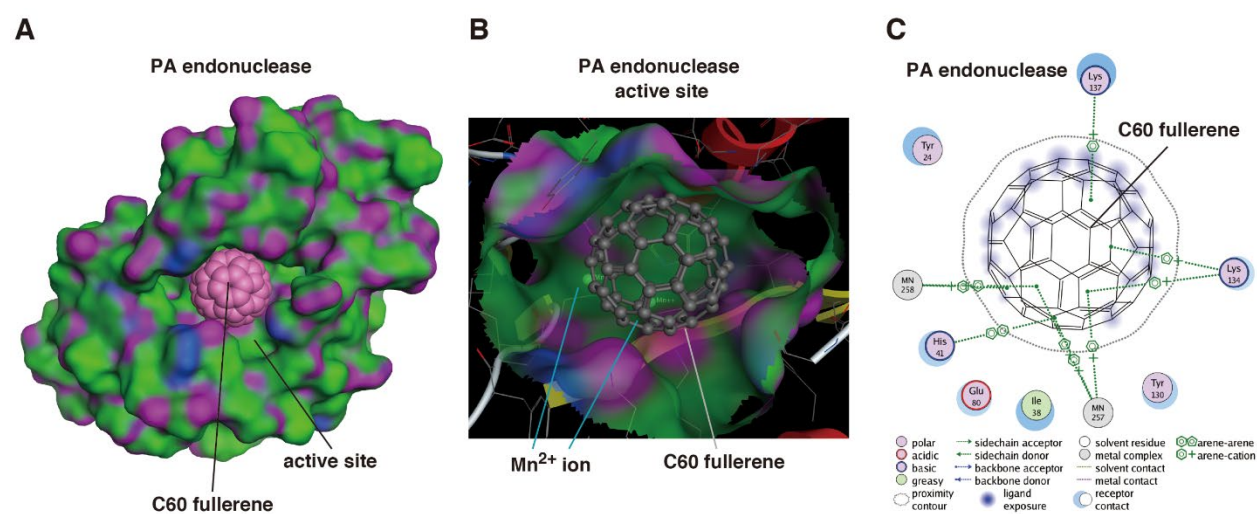 A
PA endonuclease
C60 fullerene
active site
B
PA endonuclease
active site
Mn2+ ion
C60 fullerene
C
PA endonuclease
C60 fullerene
Lys
137
Tyr
24
MN
258
Lys
134
His
41
Glu
80
Ile
38
MN
257
Tyr
130
polar
acidic
basic
greasy
proximity
contour
sidechain acceptor
sidechain donor
backbone acceptor
backbone donor
ligand
exposure
solvent residue
metal complex
solvent contact
metal contact
receptor
contact
arene-arene
arene-cation